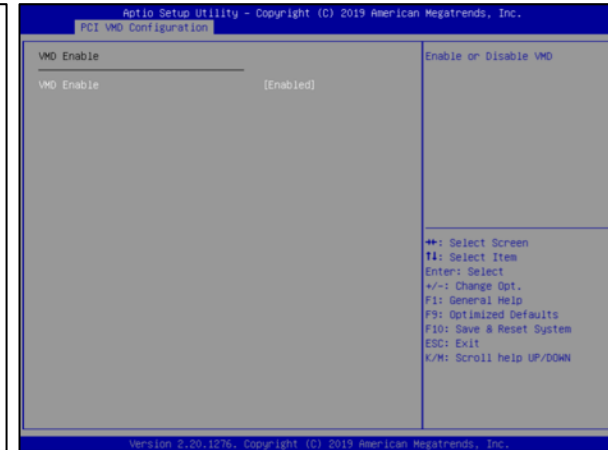 Aptio Setup Utility – Copyright (C) 2019 American Megatrends, Inc.
PCI VMD Configuration
VMD Enable
VMD Enable [Enabled]
Enable or Disable VMD
→←: Select Screen
↑↓: Select Item
Enter: Select
+/-: Change Opt.
F1: General Help
F9: Optimized Defaults
F10: Save & Reset System
ESC: Exit
K/M: Scroll help UP/DOWN
Version 2.20.1276. Copyright (C) 2019 American Megatrends, Inc.